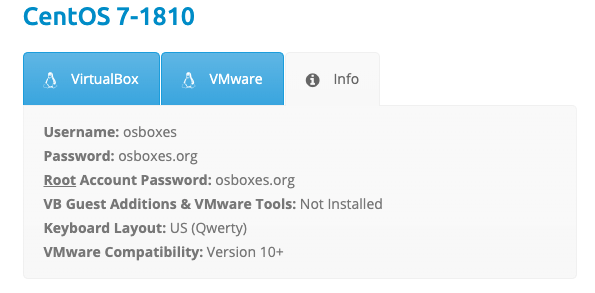 CentOS 7-1810
VirtualBox VMware Info
Username: osboxes
Password: osboxes.org
Root Account Password: osboxes.org
VB Guest Additions & VMware Tools: Not Installed
Keyboard Layout: US (Qwerty)
VMware Compatibility: Version 10+